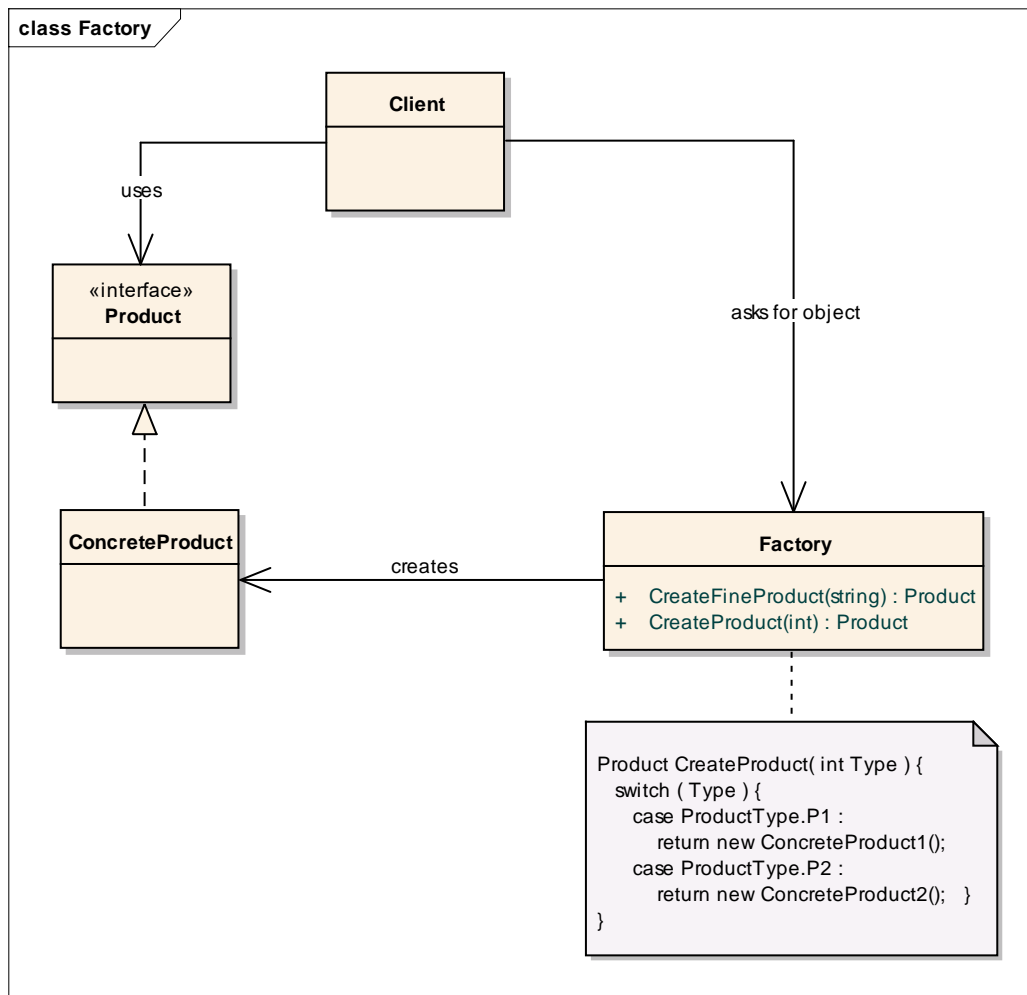 class Factory
Client
uses
«interface»
Product
asks for object
ConcreteProduct
creates
Factory
+ CreateFineProduct(string) : Product
+ CreateProduct(int) : Product
Product CreateProduct( int Type ) {
switch ( Type ) {
case ProductType.P1 :
return new ConcreteProduct1();
case ProductType.P2 :
return new ConcreteProduct2(); }
}